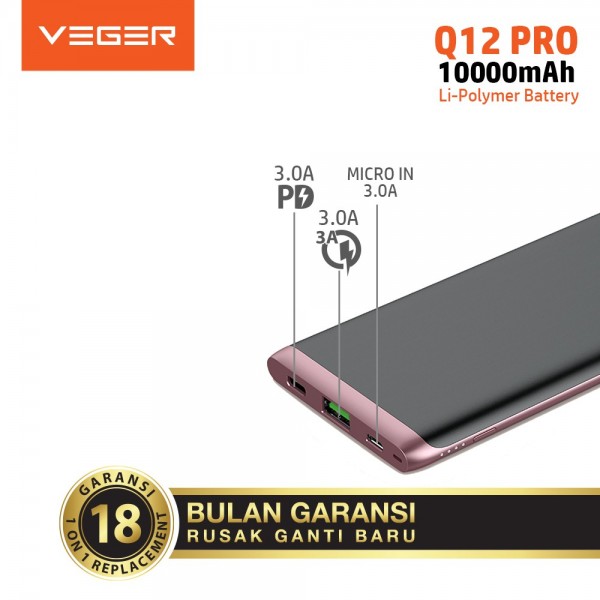 VEGER
Q12 PRO
10000mAh
Li-Polymer Battery
3.0A
PD
MICRO IN
3.0A
3.0A
3A
GARANSI
18
1 ON 1 REPLACEMENT
BULAN GARANSI
RUSAK GANTI BARU